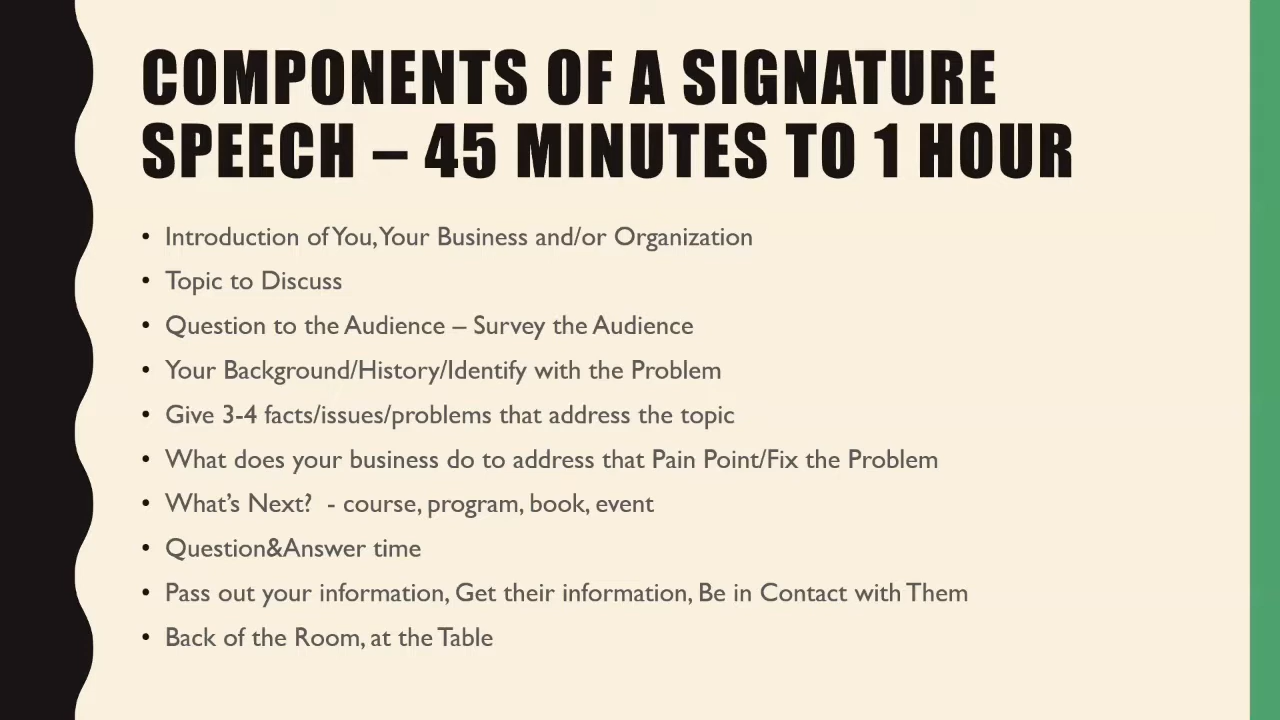 COMPONENTS OF A SIGNATURE
SPEECH – 45 MINUTES TO 1 HOUR
• Introduction of You, Your Business and/or Organization
• Topic to Discuss
• Question to the Audience – Survey the Audience
• Your Background/History/Identify with the Problem
• Give 3-4 facts/issues/problems that address the topic
• What does your business do to address that Pain Point/Fix the Problem
• What's Next?  - course, program, book, event
• Question&Answer time
• Pass out your information, Get their information, Be in Contact with Them
• Back of the Room, at the Table